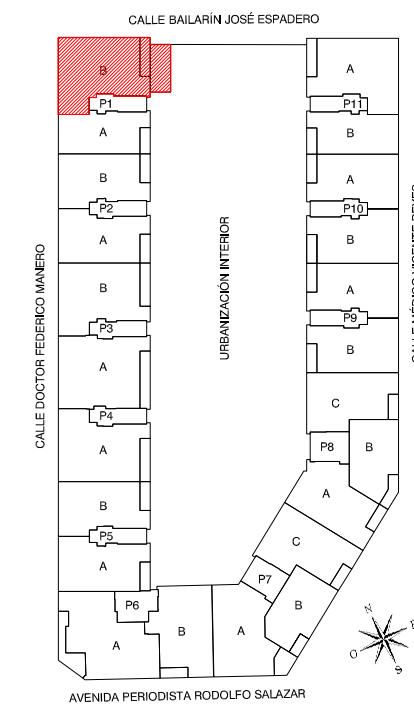 CALLE BAILARÍN JOSÉ ESPADERO
B
A
P1
P11
A
B
B
A
P2
P10
A
B
B
A
P3
P9
A
B
C
P4
P8
B
A
A
B
C
P5
A
P7
P6
B
A
B
A
URBANIZACIÓN INTERIOR
CALLE DOCTOR FEDERICO MANERO
N
E
O
S
AVENIDA PERIODISTA RODOLFO SALAZAR